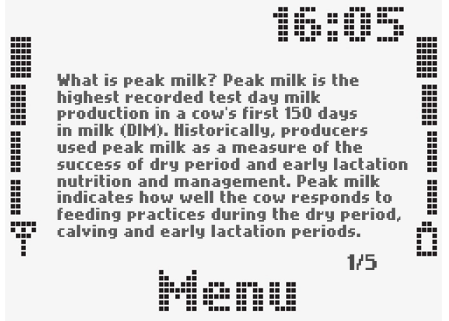 16:05
What is peak milk? Peak milk is the
highest recorded test day milk
production in a cow's first 150 days
in milk (DIM). Historically, producers
used peak milk as a measure of the
success of dry period and early lactation
nutrition and management. Peak milk
indicates how well the cow responds to
feeding practices during the dry period,
calving and early lactation periods.
1/5
Menu